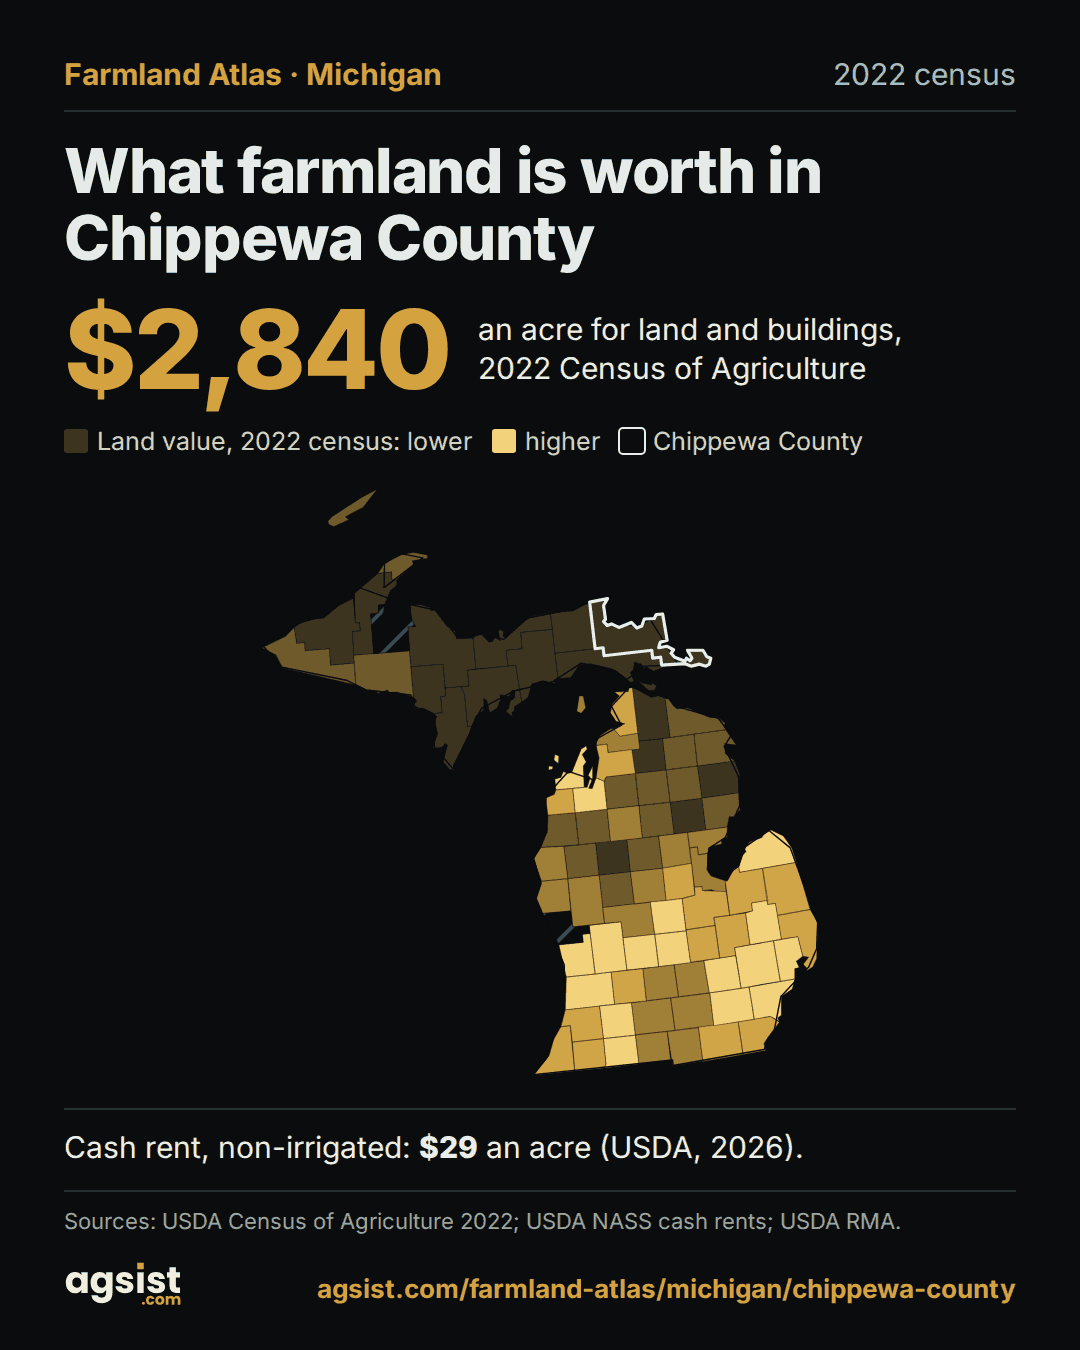 Farmland Atlas · Michigan
2022 census
What farmland is worth in
Chippewa County
$2,840
an acre for land and buildings,
2022 Census of Agriculture
Land value, 2022 census: lower
higher
Chippewa County
Cash rent, non-irrigated: $29 an acre (USDA, 2026).
Sources: USDA Census of Agriculture 2022; USDA NASS cash rents; USDA RMA.
agsist
.com
agsist.com/farmland-atlas/michigan/chippewa-county